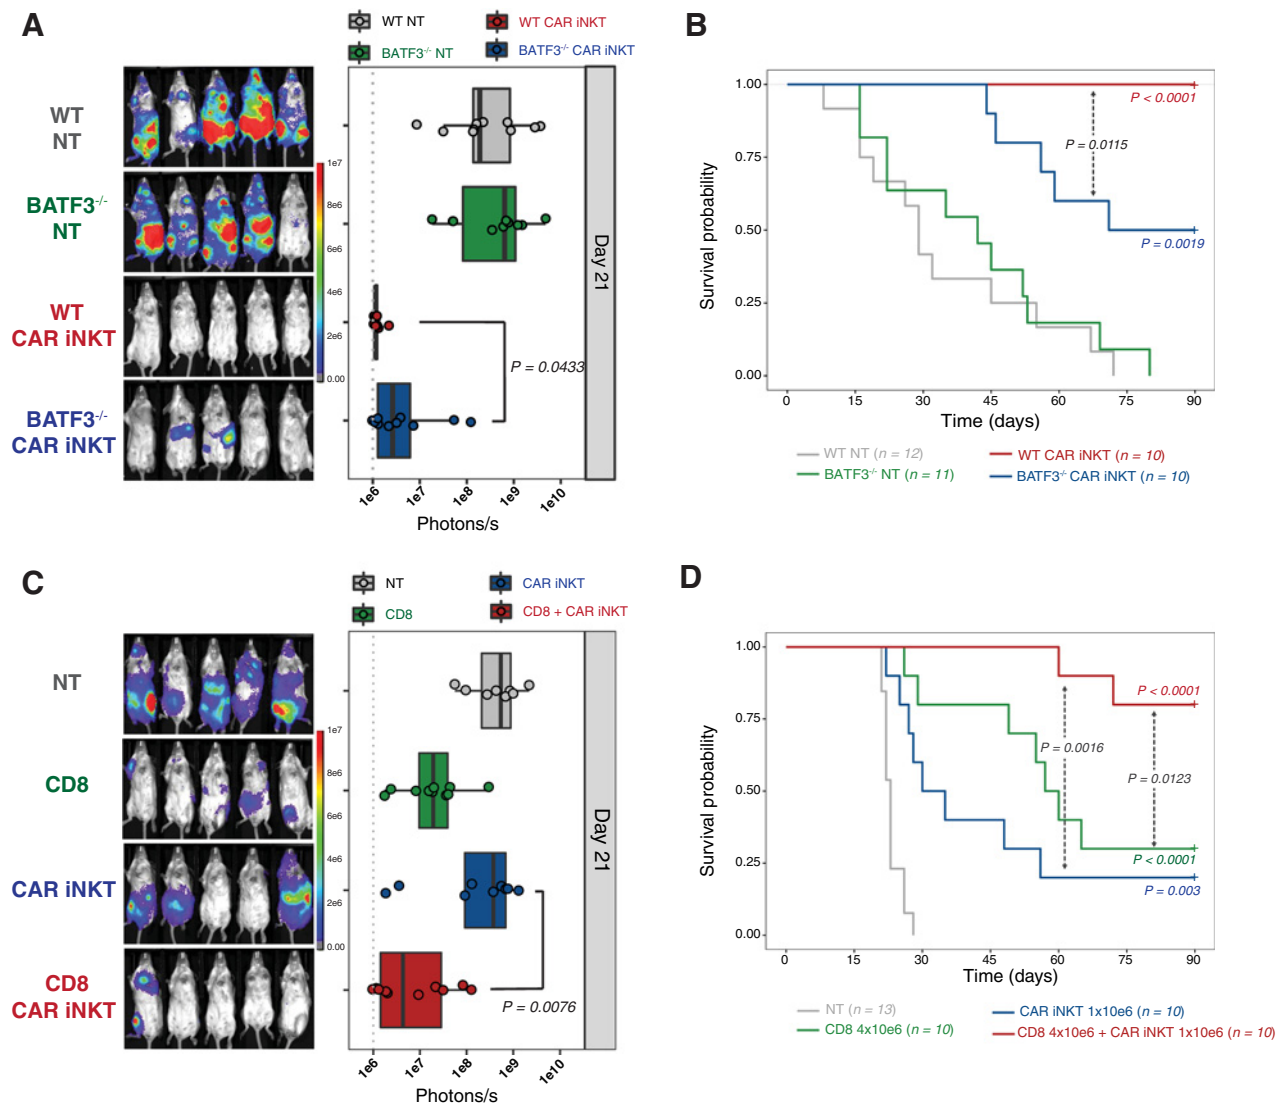 A
WT NT
WT CAR iNKT
BATF3-/- NT
BATF3-/- CAR iNKT
WT
NT
BATF3-/-
NT
WT
CAR iNKT
BATF3-/-
CAR iNKT
1e7
8e6
6e6
4e6
2e6
0.00
P = 0.0433
Day 21
1e6
1e7
1e8
1e9
1e10
Photons/s
B
1.00
0.75
0.50
0.25
0.00
Survival probability
P < 0.0001
P = 0.0115
P = 0.0019
0 15 30 45 60 75 90
Time (days)
WT NT (n = 12)
WT CAR iNKT (n = 10)
BATF3-/- NT (n = 11)
BATF3-/- CAR iNKT (n = 10)
C
NT
CAR iNKT
CD8
CD8 + CAR iNKT
NT
CD8
CAR iNKT
CD8
CAR iNKT
1e7
8e6
6e6
4e6
2e6
0.00
P = 0.0076
Day 21
1e6
1e7
1e8
1e9
1e10
Photons/s
D
1.00
0.75
0.50
0.25
0.00
Survival probability
P < 0.0001
P = 0.0016
P = 0.0123
P < 0.0001
P = 0.003
0 15 30 45 60 75 90
Time (days)
NT (n = 13)
CAR iNKT 1x10e6 (n = 10)
CD8 4x10e6 (n = 10)
CD8 4x10e6 + CAR iNKT 1x10e6 (n = 10)